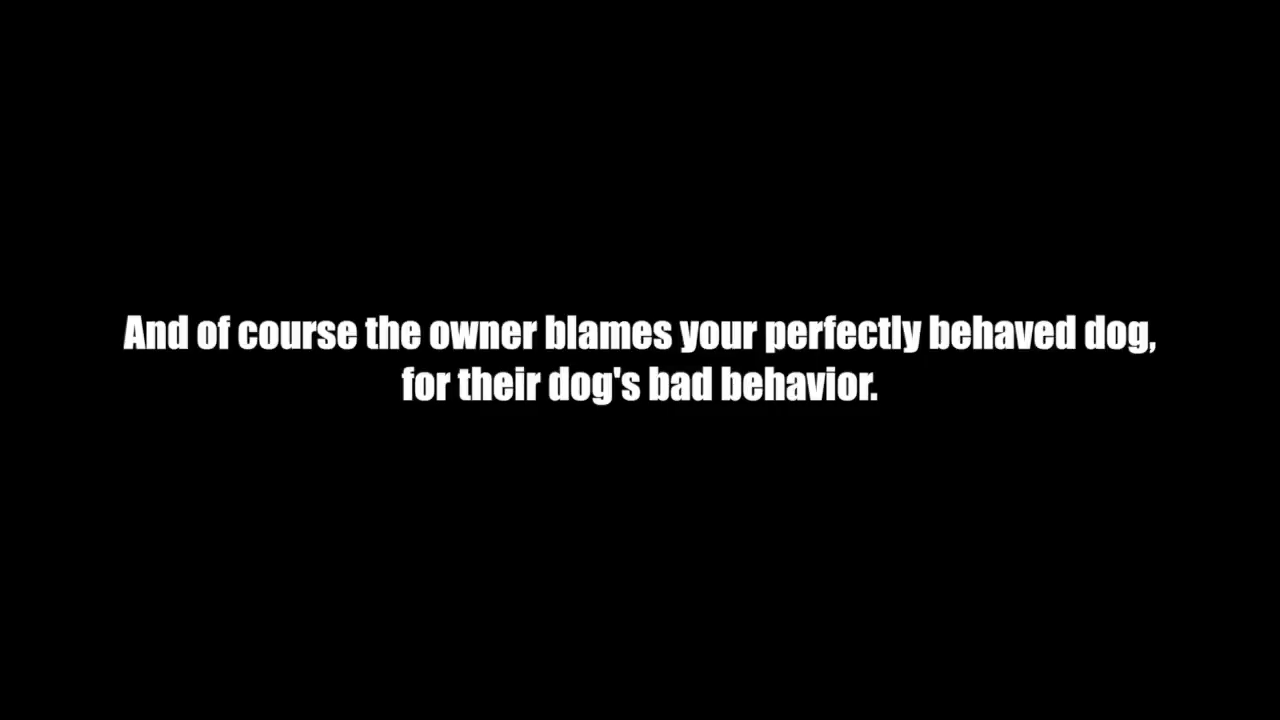 And of course the owner blames your perfectly behaved dog,
for their dog's bad behavior.